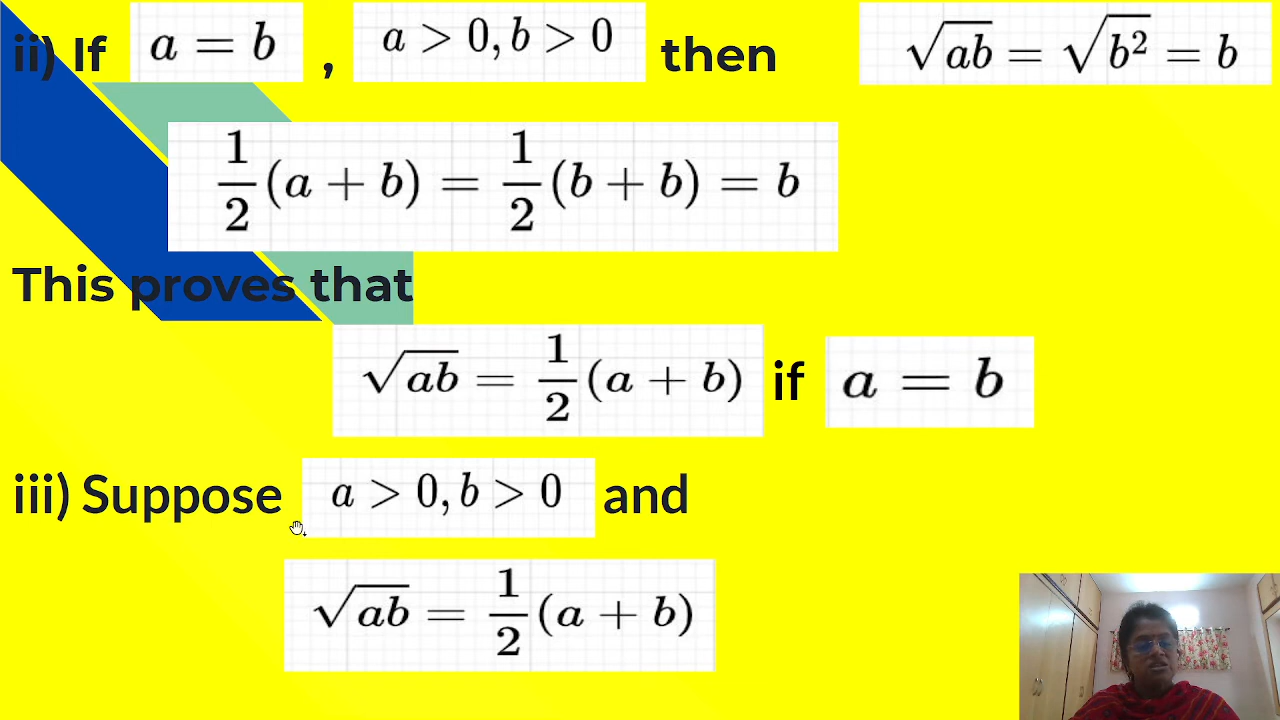 ii) If a = b , a > 0, b > 0 then √ab = √b² = b
1/2 (a + b) = 1/2 (b + b) = b
This proves that
√ab = 1/2 (a + b) if a = b
iii) Suppose a > 0, b > 0 and
√ab = 1/2 (a + b)